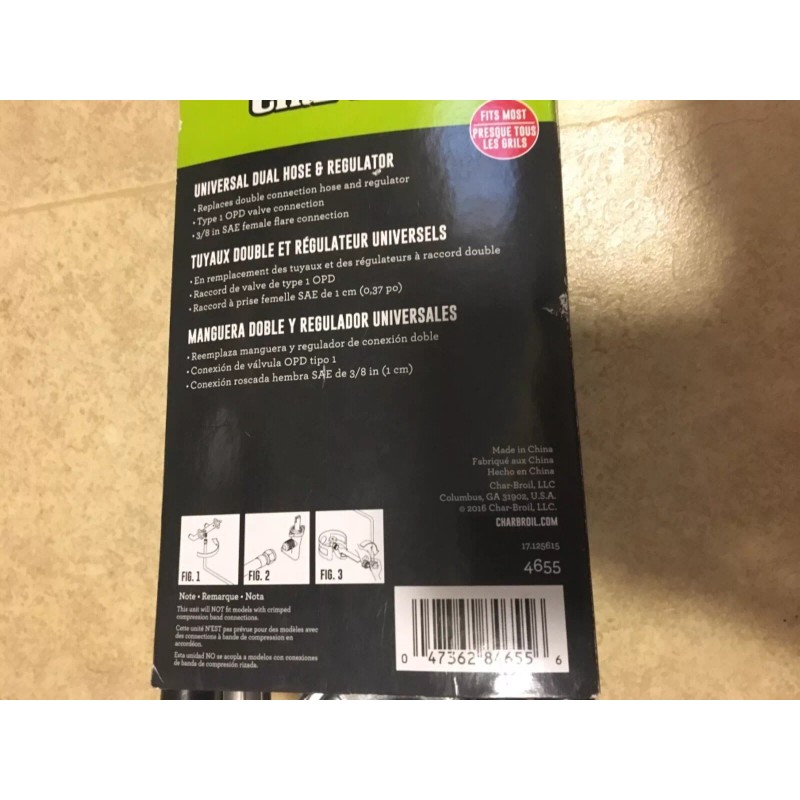 FITS MOST
PRESQUE TOUS
LES GRILS
UNIVERSAL DUAL HOSE & REGULATOR
• Replaces double connection hose and regulator
• Type 1 OPD valve connection
• 3/8 in SAE female flare connection
TUYAUX DOUBLE ET RÉGULATEUR UNIVERSELS
• En remplacement des tuyaux et des régulateurs à raccord double
• Raccord de valve de type 1 OPD
• Raccord à prise femelle SAE de 1 cm (0,37 po)
MANGUERA DOBLE Y REGULADOR UNIVERSALES
• Reemplaza manguera y regulador de conexión doble
• Conexión de válvula OPD tipo 1
• Conexión roscada hembra SAE de 3/8 in (1 cm)
Made in China
Fabriqué aux China
Hecho en China
Char-Broil, LLC
Columbus, GA 31902, U.S.A.
© 2016 Char-Broil, LLC.
CHARBROIL.COM
17.125615
4655
FIG. 1
FIG. 2
FIG. 3
Note • Remarque • Nota
This unit will NOT fit models with crimped
compression band connections.
Cette unité N'EST pas prévue pour des modèles avec
des connections à bande de compression en
accordéon.
Esta unidad NO se acopla a modelos con conexiones
de banda de compresión rizada.
0 47362 84655 6